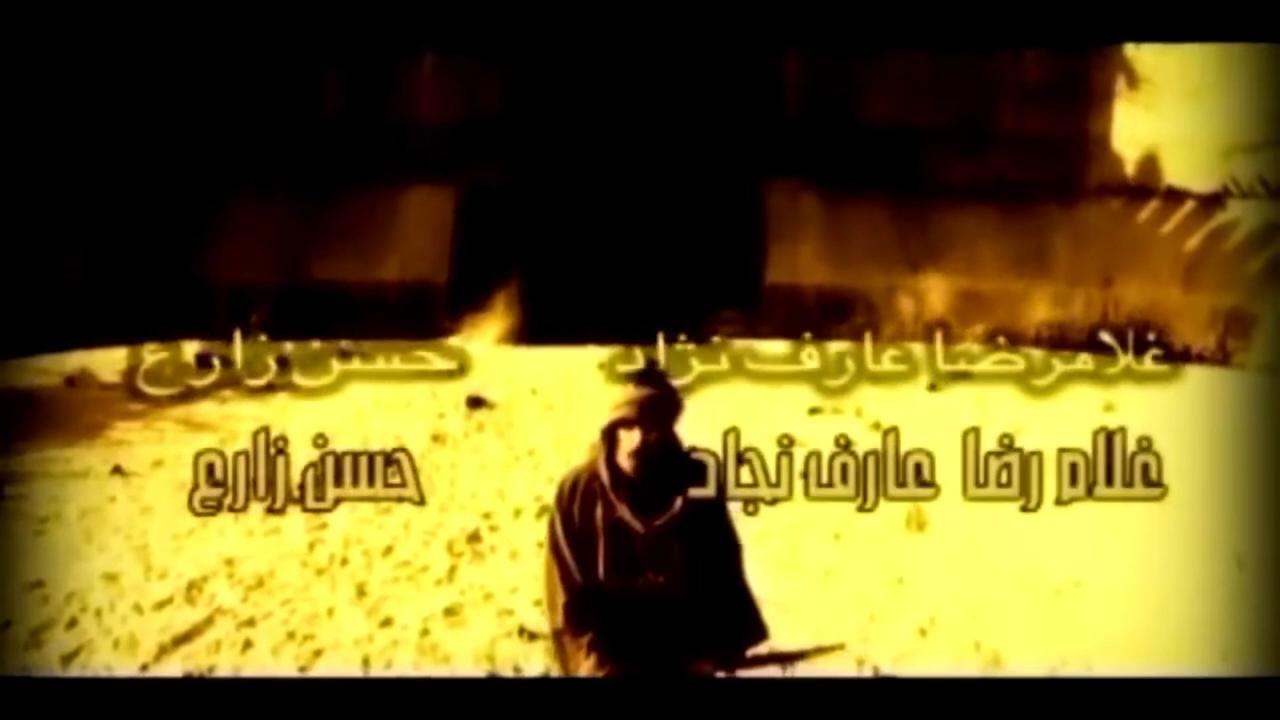 غلامرضا عارف نژاد حسن زارع
غلام رضا عارف نجاد حسن زارع